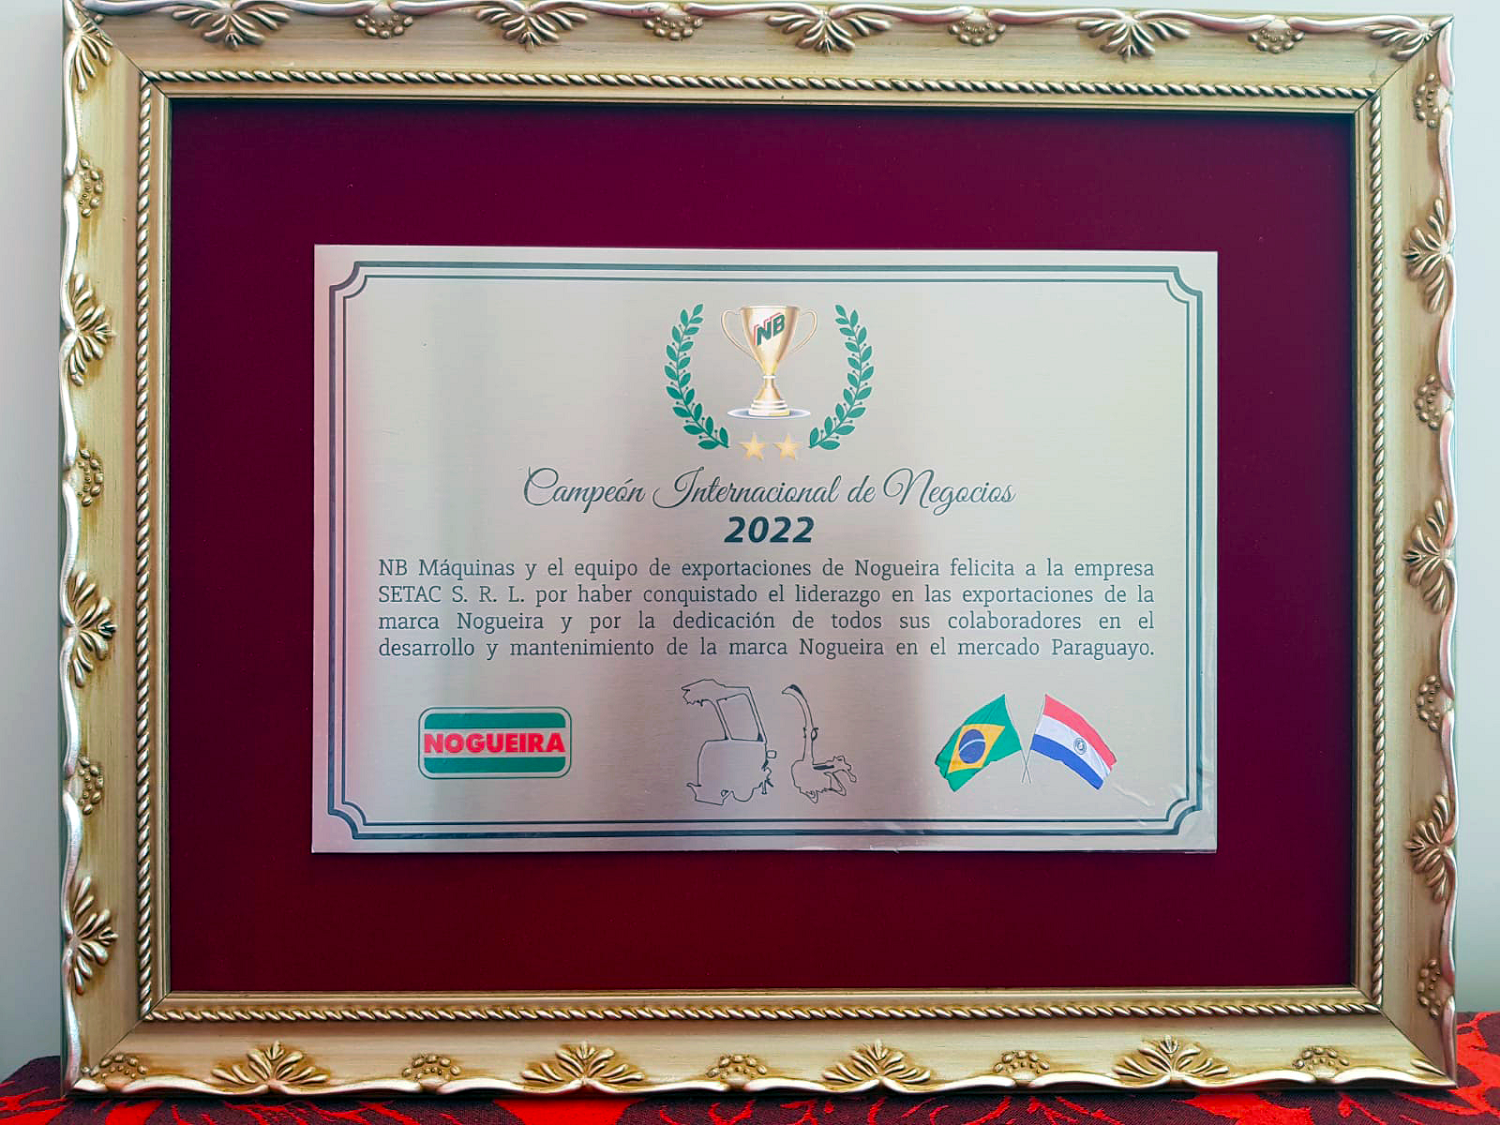 NB
Campeón Internacional de Negocios
2022
NB Máquinas y el equipo de exportaciones de Nogueira felicita a la empresa
SETAC S. R. L. por haber conquistado el liderazgo en las exportaciones de la
marca Nogueira y por la dedicación de todos sus colaboradores en el
desarrollo y mantenimiento de la marca Nogueira en el mercado Paraguayo.
NOGUEIRA